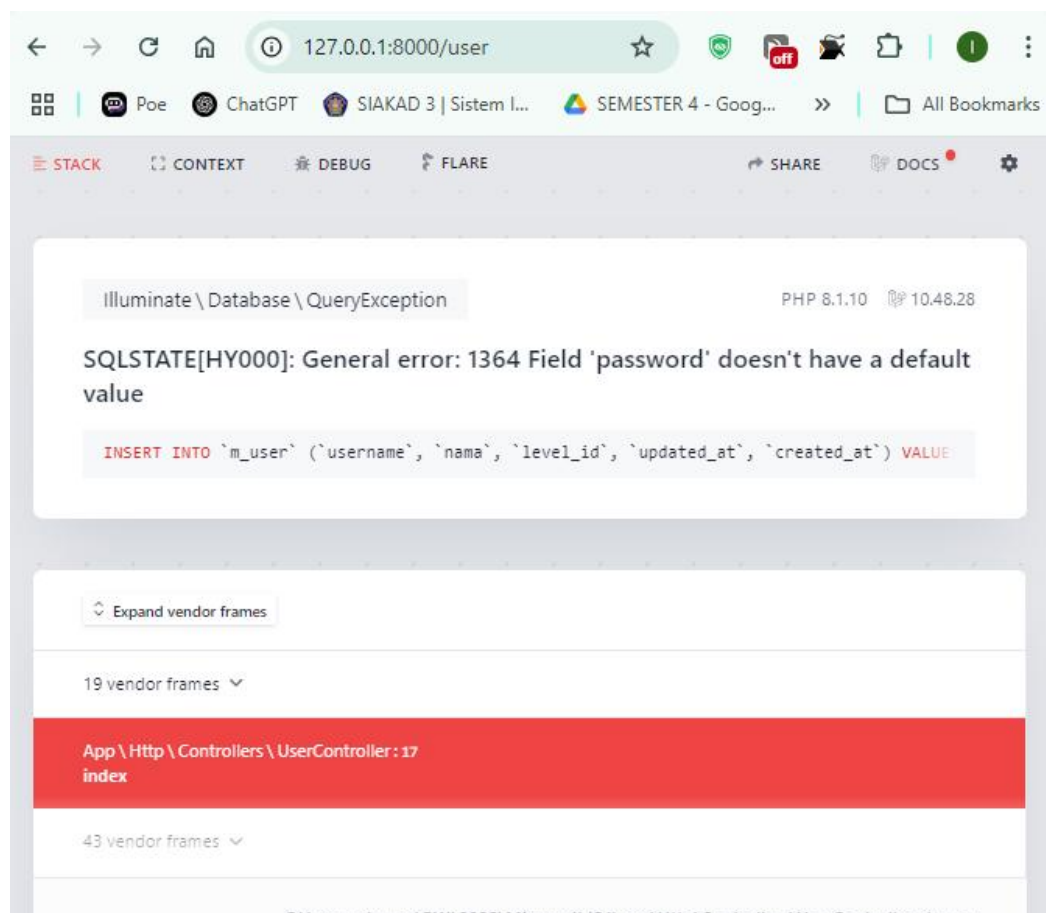 127.0.0.1:8000/user
off
I
Poe ChatGPT SIAKAD 3 | Sistem I... SEMESTER 4 - Goog... » All Bookmarks
STACK CONTEXT DEBUG FLARE SHARE DOCS
Illuminate\Database\QueryException PHP 8.1.10 10.48.28
SQLSTATE[HY000]: General error: 1364 Field 'password' doesn't have a default
value
INSERT INTO `m_user` (`username`, `nama`, `level_id`, `updated_at`, `created_at`) VALUE
Expand vendor frames
19 vendor frames
App\Http\Controllers\UserController:17
index
43 vendor frames